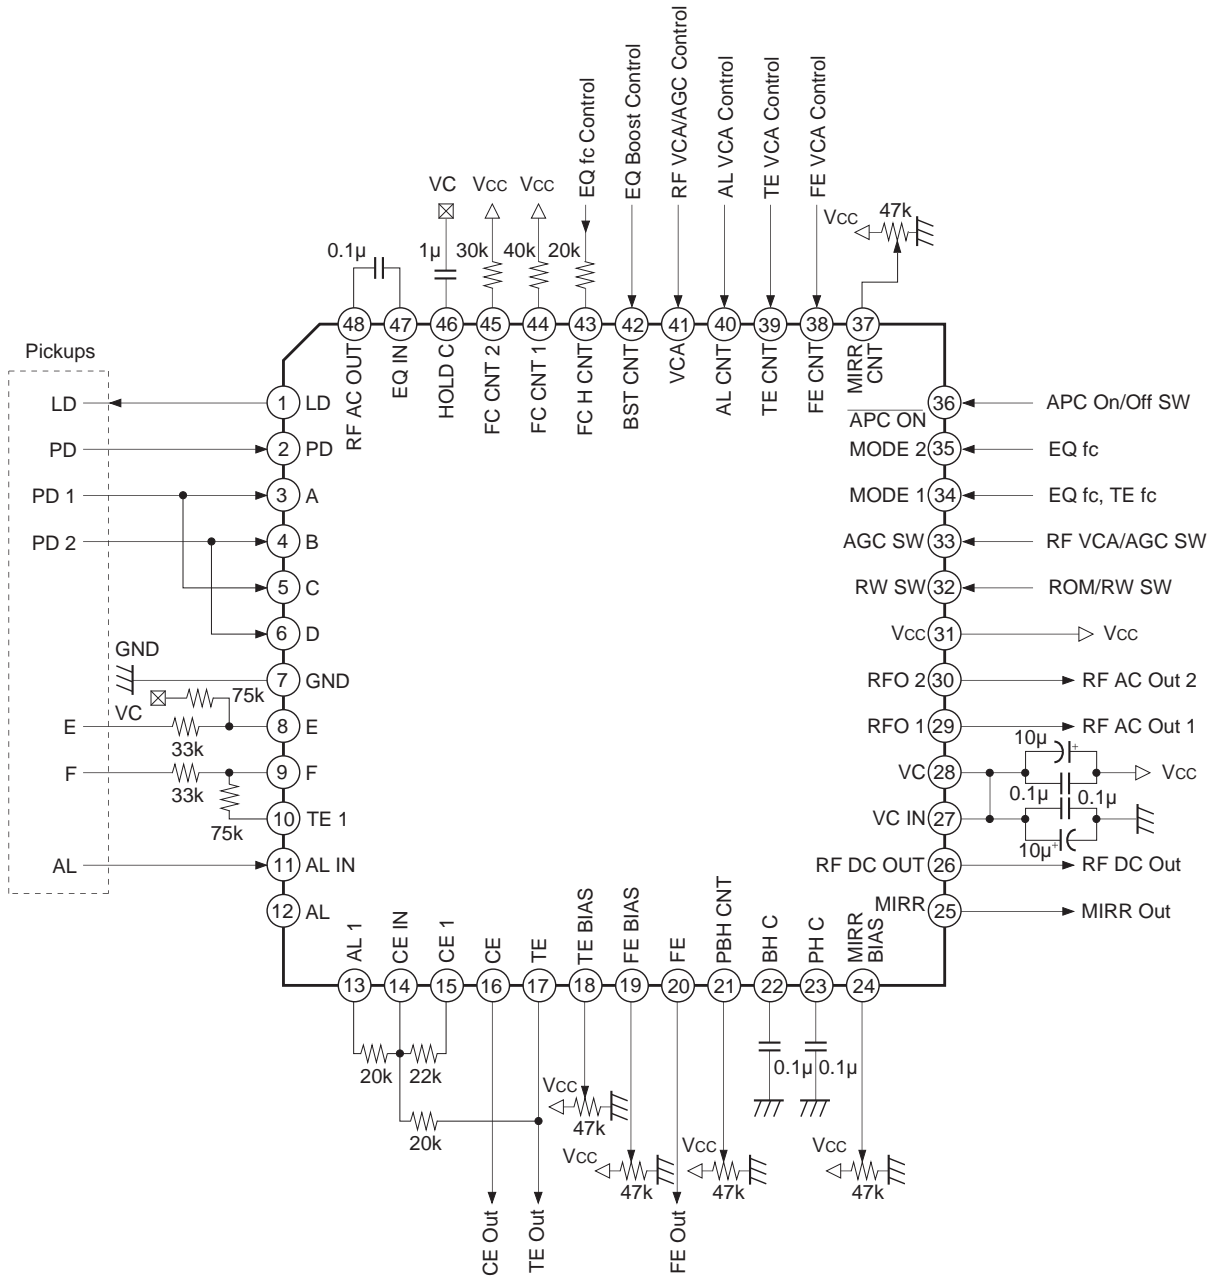 EQ fc Control
EQ Boost Control
RF VCA/AGC Control
AL VCA Control
TE VCA Control
FE VCA Control
VC
VCC
VCC
VCC
47k
0.1μ
1μ
30k
40k
20k
48
47
46
45
44
43
42
41
40
39
38
37
RF AC OUT
EQ IN
HOLD C
FC CNT 2
FC CNT 1
FC H CNT
BST CNT
VCA
AL CNT
TE CNT
FE CNT
MIRR
CNT
Pickups
LD
1
LD
PD
2
PD
PD 1
3
A
PD 2
4
B
5
C
6
D
GND
7
GND
VC
75k
E
33k
8
E
F
33k
9
F
75k
10
TE 1
AL
11
AL IN
12
AL
APC ON
36
APC On/Off SW
MODE 2
35
EQ fc
MODE 1
34
EQ fc, TE fc
AGC SW
33
RF VCA/AGC SW
RW SW
32
ROM/RW SW
VCC
31
VCC
RFO 2
30
RF AC Out 2
RFO 1
29
RF AC Out 1
10μ
+
VC
28
VCC
0.1μ
0.1μ
VC IN
27
10μ
+
RF DC OUT
26
RF DC Out
MIRR
25
MIRR Out
AL 1
CE IN
CE 1
CE
TE
TE BIAS
FE BIAS
FE
PBH CNT
BH C
PH C
MIRR
BIAS
13
14
15
16
17
18
19
20
21
22
23
24
20k
22k
0.1μ
0.1μ
20k
VCC
47k
VCC
47k
VCC
47k
VCC
47k
CE Out
TE Out
FE Out